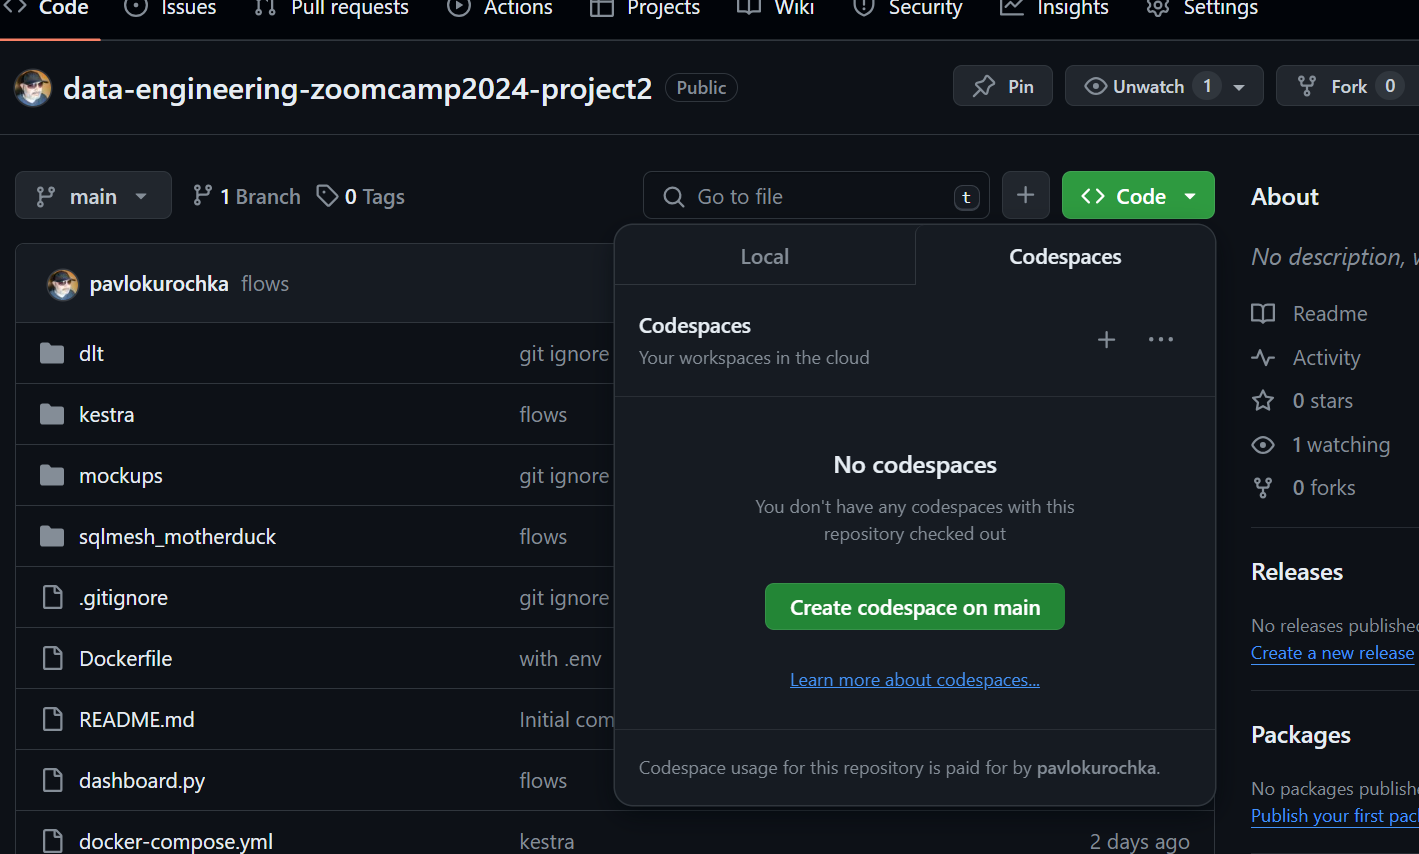 Code Issues Pull requests Actions Projects Wiki Security Insights Settings
data-engineering-zoomcamp2024-project2 Public Pin Unwatch 1 Fork 0
main 1 Branch 0 Tags Go to file t + Code
pavlokurochka flows
dlt git ignore
kestra flows
mockups git ignore
sqlmesh_motherduck flows
.gitignore git ignore
Dockerfile with .env
README.md Initial com
dashboard.py flows
docker-compose.yml kestra 2 days ago
Local Codespaces
Codespaces
Your workspaces in the cloud
No codespaces
You don't have any codespaces with this
repository checked out
Create codespace on main
Learn more about codespaces...
Codespace usage for this repository is paid for by pavlokurochka.
About
No description,
Readme
Activity
0 stars
1 watching
0 forks
Releases
No releases published
Create a new release
Packages
No packages publishe
Publish your first pac